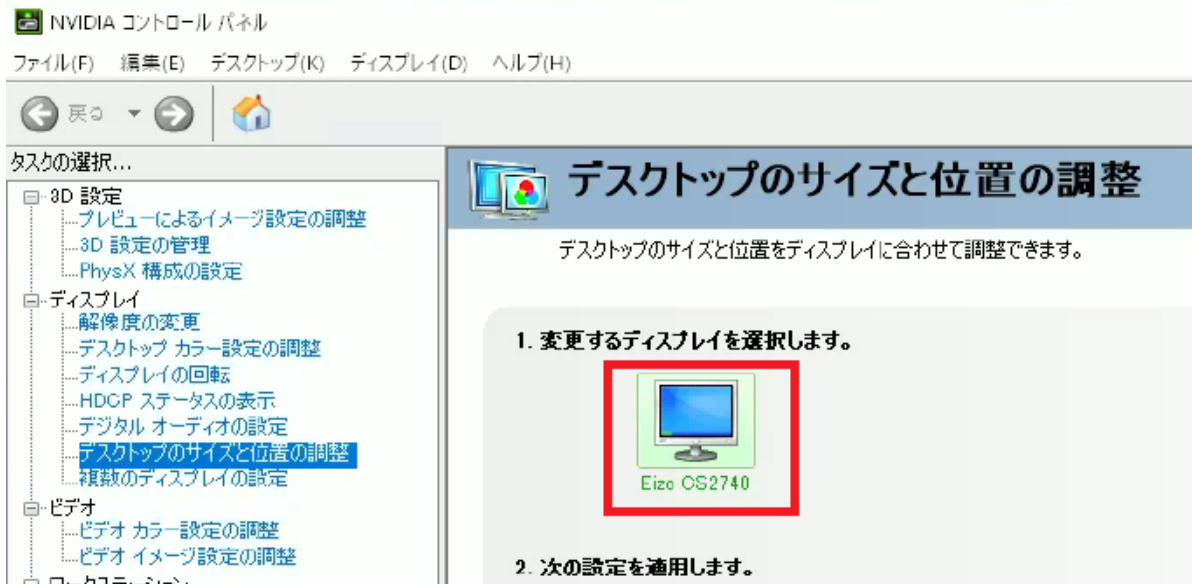 NVIDIA コントロール パネル
ファイル(F) 編集(E) デスクトップ(K) ディスプレイ(D) ヘルプ(H)
戻る
タスクの選択...
3D 設定
プレビューによるイメージ設定の調整
3D 設定の管理
PhysX 構成の設定
ディスプレイ
解像度の変更
デスクトップ カラー設定の調整
ディスプレイの回転
HDCP ステータスの表示
デジタル オーディオの設定
デスクトップのサイズと位置の調整
複数のディスプレイの設定
ビデオ
ビデオ カラー設定の調整
ビデオ イメージ設定の調整
ワークステーション
デスクトップのサイズと位置の調整
デスクトップのサイズと位置をディスプレイに合わせて調整できます。
1. 変更するディスプレイを選択します。
Eizo CS2740
2. 次の設定を適用します。